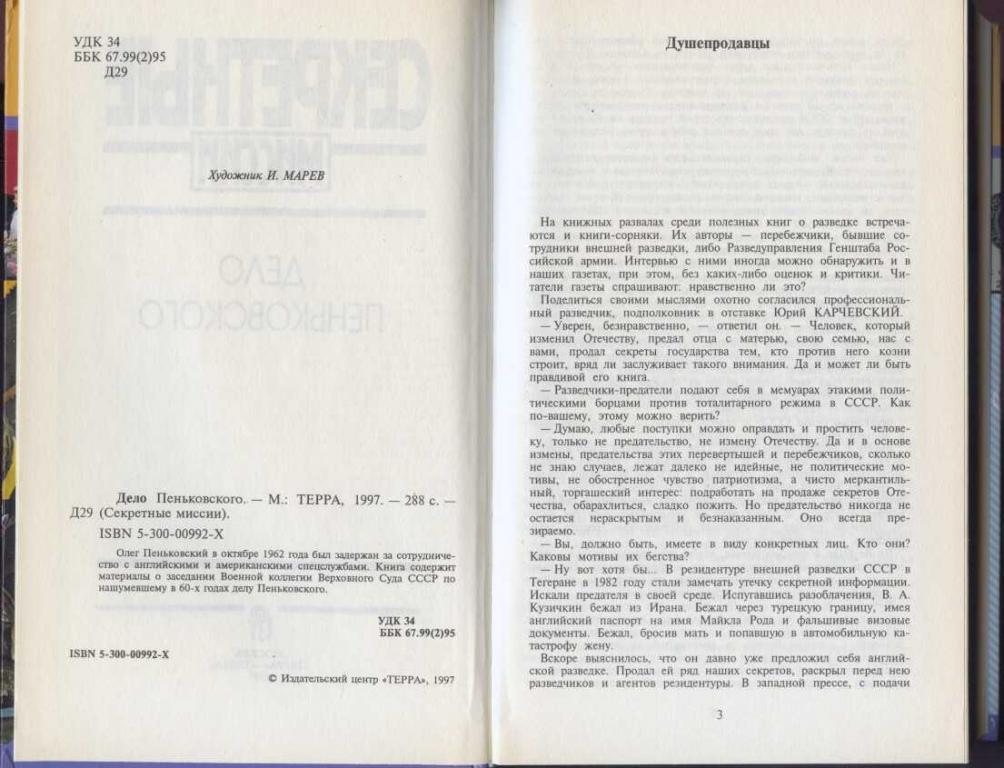 УДК 34
ББК 67.99(2)95
Д29
Художник И. МАРЕВ
Дело Пеньковского. — М.: ТЕРРА, 1997. — 288 с. —
Д29 (Секретные миссии).
ISBN 5-300-00992-X
Олег Пеньковский в октябре 1962 года был задержан за сотрудниче-
ство с английскими и американскими спецслужбами. Книга содержит
материалы о заседании Военной коллегии Верховного Суда СССР по
нашумевшему в 60-х годах делу Пеньковского.
УДК 34
ББК 67.99(2)95
ISBN 5-300-00992-X
© Издательский центр «ТЕРРА», 1997
Душепродавцы
На книжных развалах среди полезных книг о разведке встреча-
ются и книги-сорняки. Их авторы — перебежчики, бывшие со-
трудники внешней разведки, либо Разведуправления Генштаба Рос-
сийской армии. Интервью с ними иногда можно обнаружить и в
наших газетах, при этом, без каких-либо оценок и критики. Чи-
татели газеты спрашивают: нравственно ли это?
Поделиться своими мыслями охотно согласился профессиональ-
ный разведчик, подполковник в отставке Юрий КАРЧЕВСКИЙ.
— Уверен, безнравственно, — ответил он. — Человек, который
изменил Отечеству, предал отца с матерью, свою семью, нас с
вами, продал секреты государства тем, кто против него козни
строит, вряд ли заслуживает такого внимания. Да и может ли быть
правдивой его книга.
— Разведчики-предатели подают себя в мемуарах этакими поли-
тическими борцами против тоталитарного режима в СССР. Как
по-вашему, этому можно верить?
— Думаю, любые поступки можно оправдать и простить челове-
ку, только не предательство, не измену Отечеству. Да и в основе
измены, предательства этих перевертышей и перебежчиков, сколько
не знаю случаев, лежат далеко не идейные, не политические мо-
тивы, не обостренное чувство патриотизма, а чисто меркантиль-
ный, торгашеский интерес: подработать на продаже секретов Оте-
чества, обарахлиться, сладко пожить. Но предательство никогда не
остается нераскрытым и безнаказанным. Оно всегда пре-
зираемо.
— Вы, должно быть, имеете в виду конкретных лиц. Кто они?
Каковы мотивы их бегства?
— Ну вот хотя бы... В резидентуре внешней разведки СССР в
Тегеране в 1982 году стали замечать утечку секретной информации.
Искали предателя в своей среде. Испугавшись разоблачения, В. А.
Кузичкин бежал из Ирана. Бежал через турецкую границу, имея
английский паспорт на имя Майкла Рода и фальшивые визовые
документы. Бежал, бросив мать и попавшую в автомобильную ка-
тастрофу жену.
Вскоре выяснилось, что он давно уже предложил себя англий-
ской разведке. Продал ей ряд наших секретов, раскрыл перед нею
разведчиков и агентов резидентуры. В западной прессе, с подачи
3
СЕКРЕТНЫЕ
МИССИИ
ДЕЛО
ПЕНЬКОВСКОГО